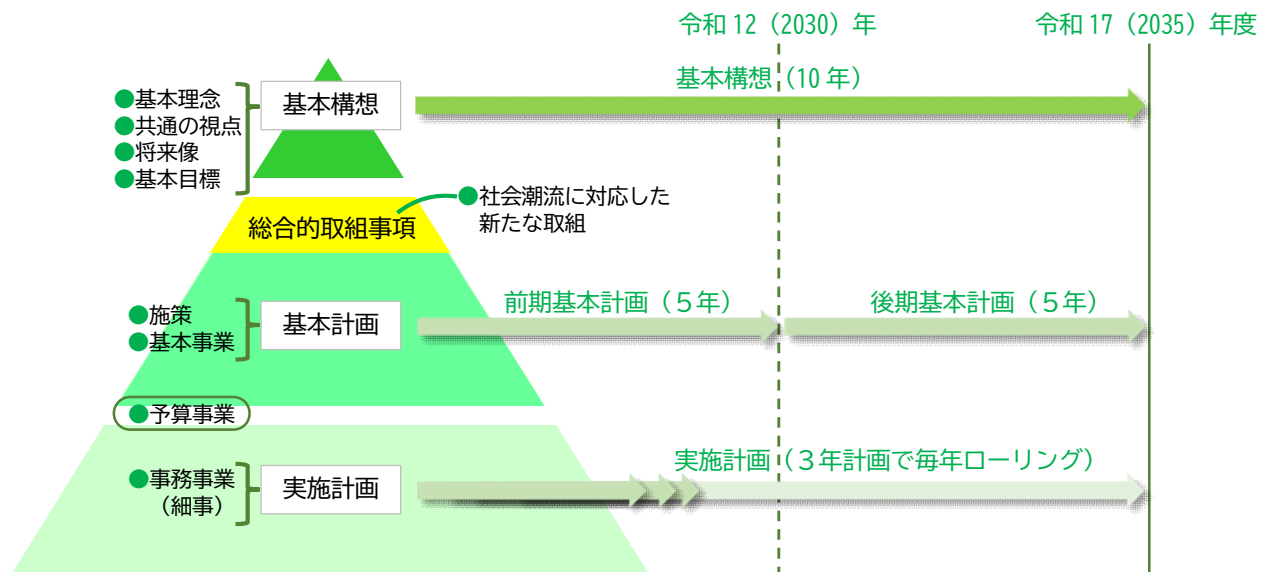 令和 12（2030）年
令和 17（2035）年度
基本構想（10 年）
●基本理念
●共通の視点
●将来像
●基本目標
基本構想
●社会潮流に対応した
新たな取組
総合的取組事項
前期基本計画（５年）
後期基本計画（５年）
●施策
●基本事業
基本計画
●予算事業
実施計画（３年計画で毎年ローリング）
●事務事業
（細事）
実施計画